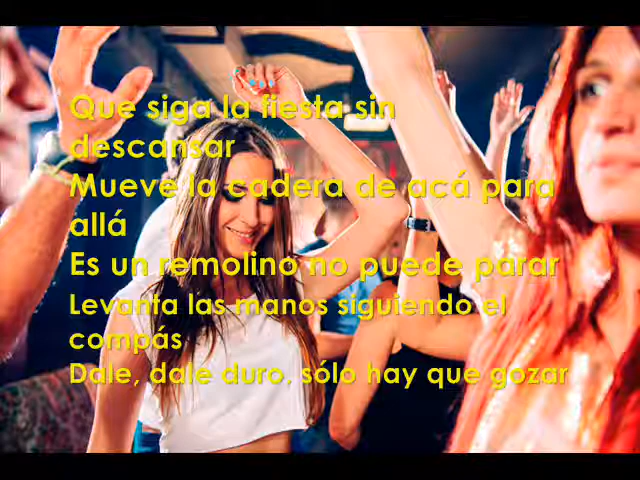 Que siga la fiesta sin
descansar
Mueve la cadera de acá para
allá
Es un remolino no puede parar
Levanta las manos siguiendo el
compás
Dale, dale duro, sólo hay que gozar